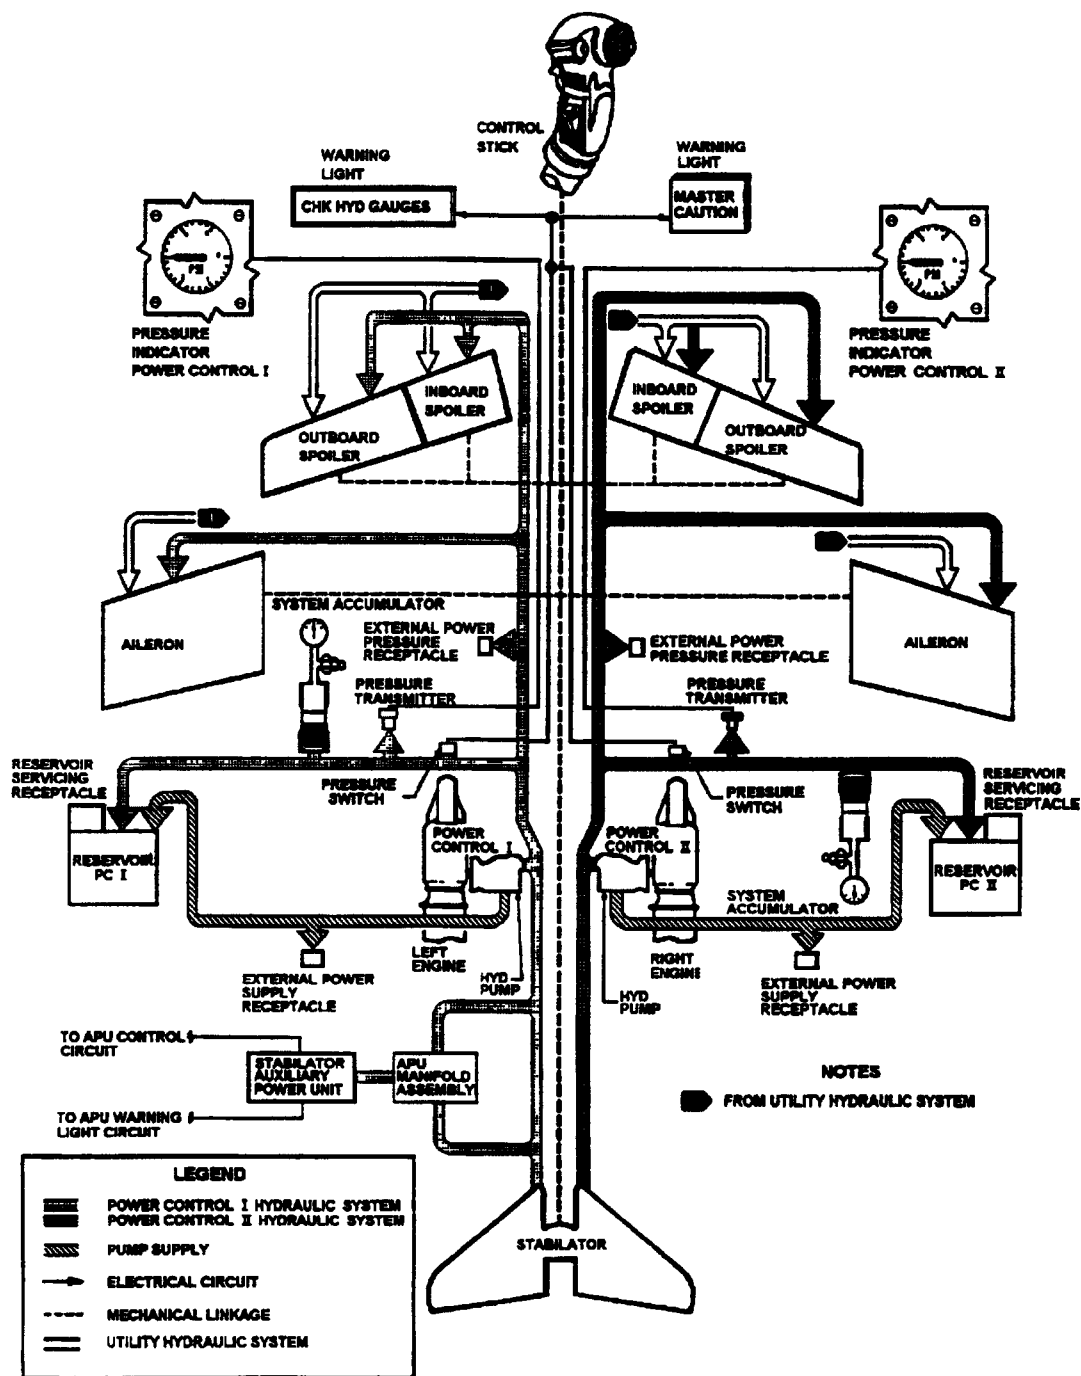 CONTROL
STICK
WARNING
LIGHT
CHK HYD GAUGES
WARNING
LIGHT
MASTER
CAUTION
PSI
PRESSURE
INDICATOR
POWER CONTROL I
PSI
PRESSURE
INDICATOR
POWER CONTROL II
INBOARD
SPOILER
OUTBOARD
SPOILER
INBOARD
SPOILER
OUTBOARD
SPOILER
AILERON
SYSTEM ACCUMULATOR
EXTERNAL POWER
PRESSURE
RECEPTACLE
EXTERNAL POWER
PRESSURE RECEPTACLE
AILERON
PRESSURE
TRANSMITTER
PRESSURE
TRANSMITTER
RESERVOIR
SERVICING
RECEPTACLE
PRESSURE
SWITCH
PRESSURE
SWITCH
RESERVOIR
SERVICING
RECEPTACLE
RESERVOIR
PC I
POWER
CONTROL I
POWER
CONTROL II
RESERVOIR
PC II
SYSTEM
ACCUMULATOR
LEFT
ENGINE
RIGHT
ENGINE
EXTERNAL POWER
SUPPLY
RECEPTACLE
HYD
PUMP
HYD
PUMP
EXTERNAL POWER
SUPPLY
RECEPTACLE
TO APU CONTROL
CIRCUIT
STABILATOR
AUXILIARY
POWER UNIT
APU
MANIFOLD
ASSEMBLY
TO APU WARNING
LIGHT CIRCUIT
NOTES
FROM UTILITY HYDRAULIC SYSTEM
LEGEND
POWER CONTROL I HYDRAULIC SYSTEM
POWER CONTROL II HYDRAULIC SYSTEM
PUMP SUPPLY
ELECTRICAL CIRCUIT
MECHANICAL LINKAGE
UTILITY HYDRAULIC SYSTEM
STABILATOR